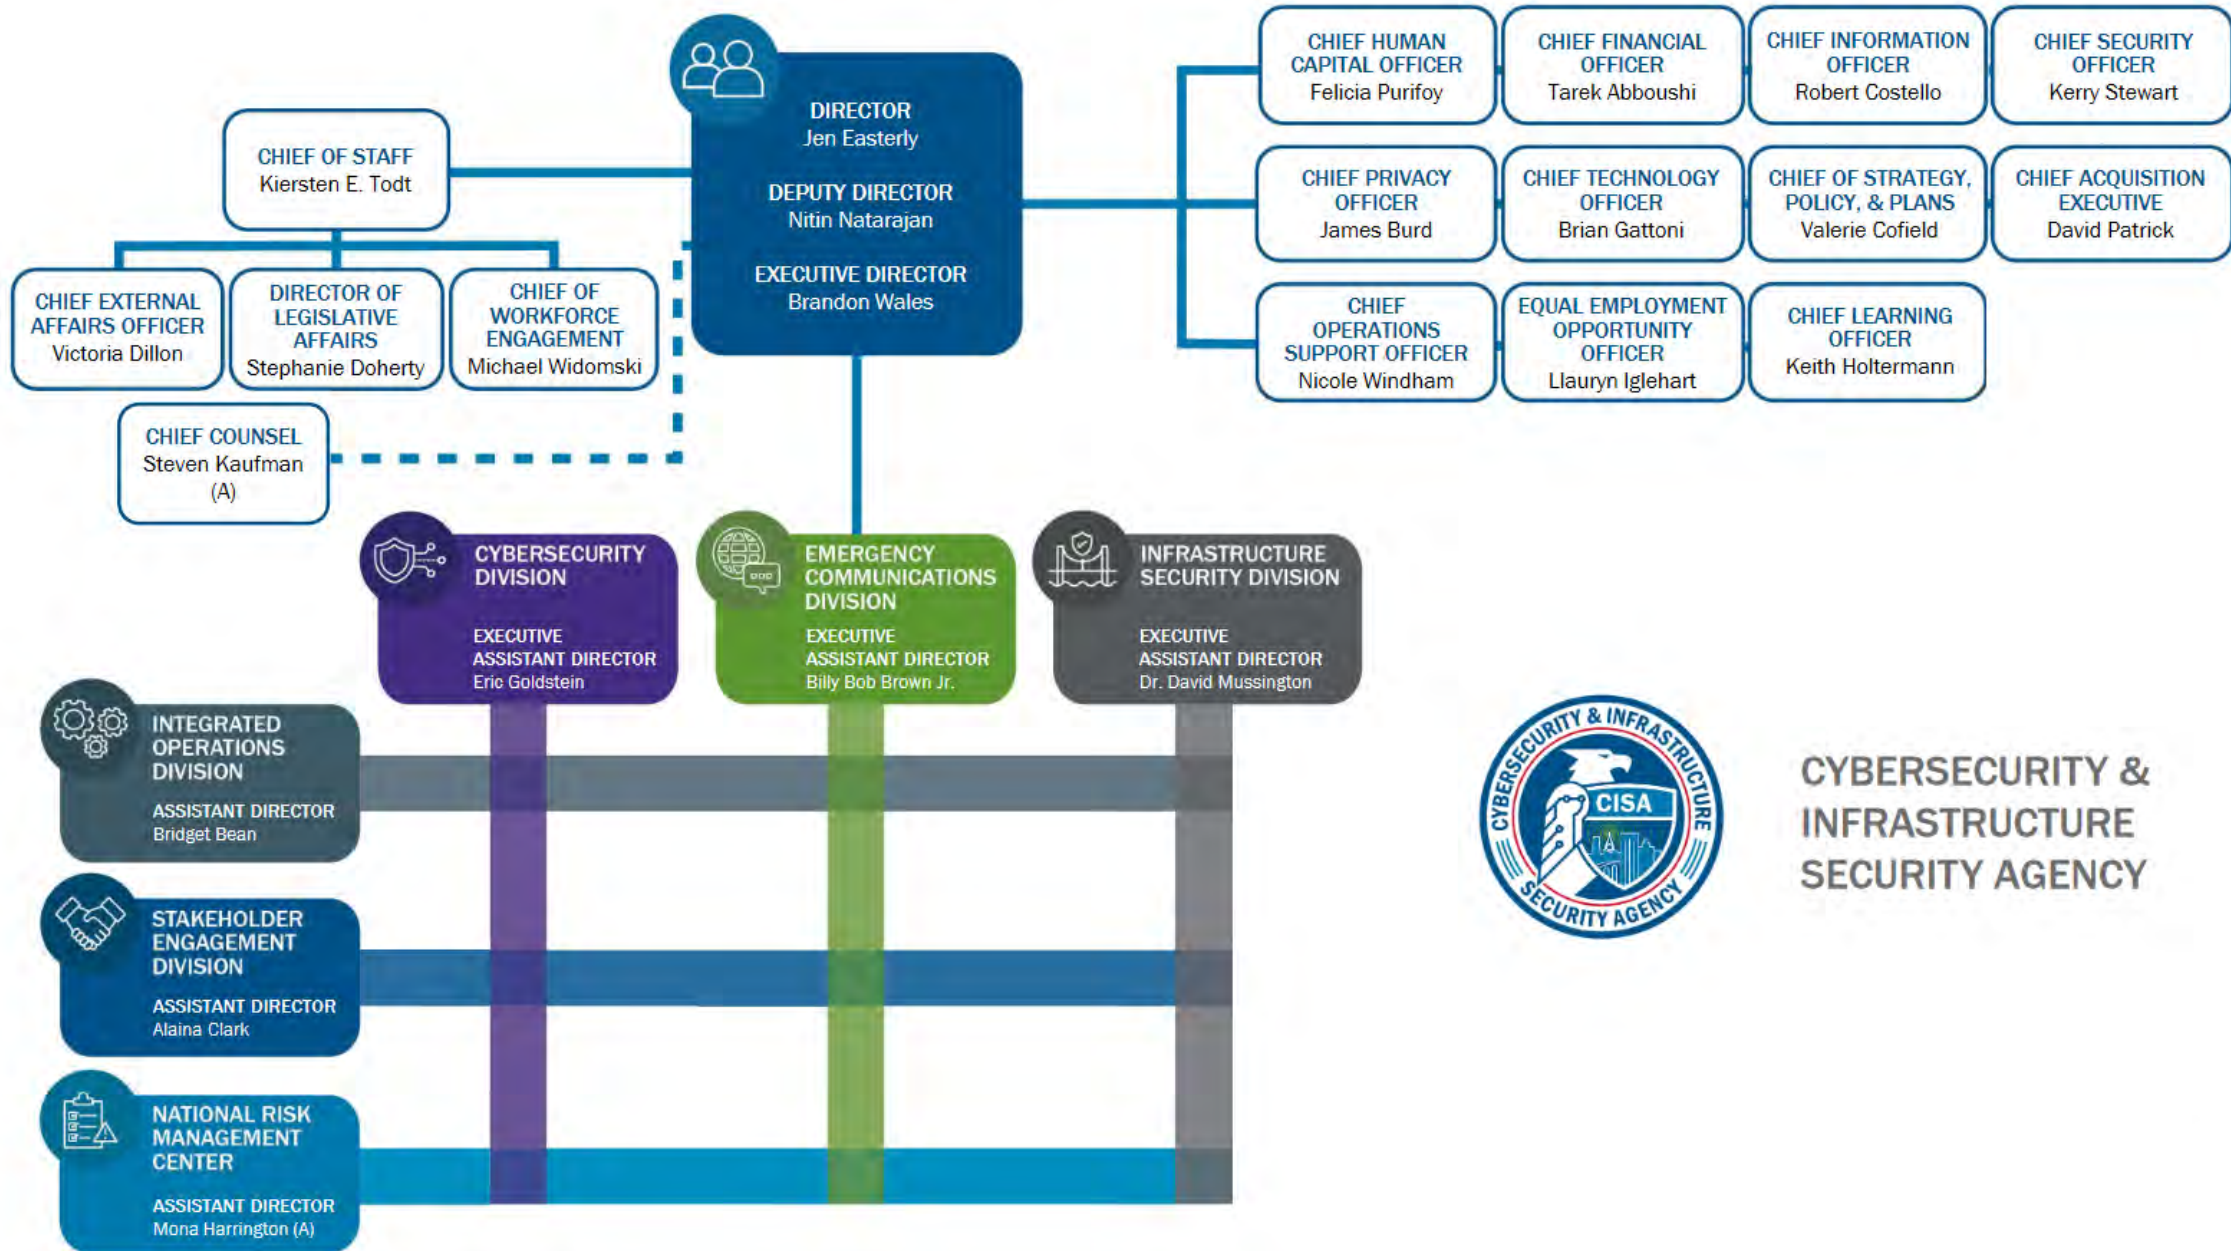 DIRECTOR
Jen Easterly
DEPUTY DIRECTOR
Nitin Natarajan
EXECUTIVE DIRECTOR
Brandon Wales
CHIEF OF STAFF
Kiersten E. Todt
CHIEF EXTERNAL
AFFAIRS OFFICER
Victoria Dillon
DIRECTOR OF
LEGISLATIVE
AFFAIRS
Stephanie Doherty
CHIEF OF
WORKFORCE
ENGAGEMENT
Michael Widomski
CHIEF COUNSEL
Steven Kaufman
(A)
CHIEF HUMAN
CAPITAL OFFICER
Felicia Purifoy
CHIEF FINANCIAL
OFFICER
Tarek Abboushi
CHIEF INFORMATION
OFFICER
Robert Costello
CHIEF SECURITY
OFFICER
Kerry Stewart
CHIEF PRIVACY
OFFICER
James Burd
CHIEF TECHNOLOGY
OFFICER
Brian Gattoni
CHIEF OF STRATEGY,
POLICY, & PLANS
Valerie Cofield
CHIEF ACQUISITION
EXECUTIVE
David Patrick
CHIEF
OPERATIONS
SUPPORT OFFICER
Nicole Windham
EQUAL EMPLOYMENT
OPPORTUNITY
OFFICER
Llauryn Iglehart
CHIEF LEARNING
OFFICER
Keith Holtermann
CYBERSECURITY
DIVISION
EXECUTIVE
ASSISTANT DIRECTOR
Eric Goldstein
EMERGENCY
COMMUNICATIONS
DIVISION
EXECUTIVE
ASSISTANT DIRECTOR
Billy Bob Brown Jr.
INFRASTRUCTURE
SECURITY DIVISION
EXECUTIVE
ASSISTANT DIRECTOR
Dr. David Mussington
INTEGRATED
OPERATIONS
DIVISION
ASSISTANT DIRECTOR
Bridget Bean
STAKEHOLDER
ENGAGEMENT
DIVISION
ASSISTANT DIRECTOR
Alaina Clark
NATIONAL RISK
MANAGEMENT
CENTER
ASSISTANT DIRECTOR
Mona Harrington (A)
CYBERSECURITY & INFRASTRUCTURE
SECURITY AGENCY
CISA
CYBERSECURITY &
INFRASTRUCTURE
SECURITY AGENCY